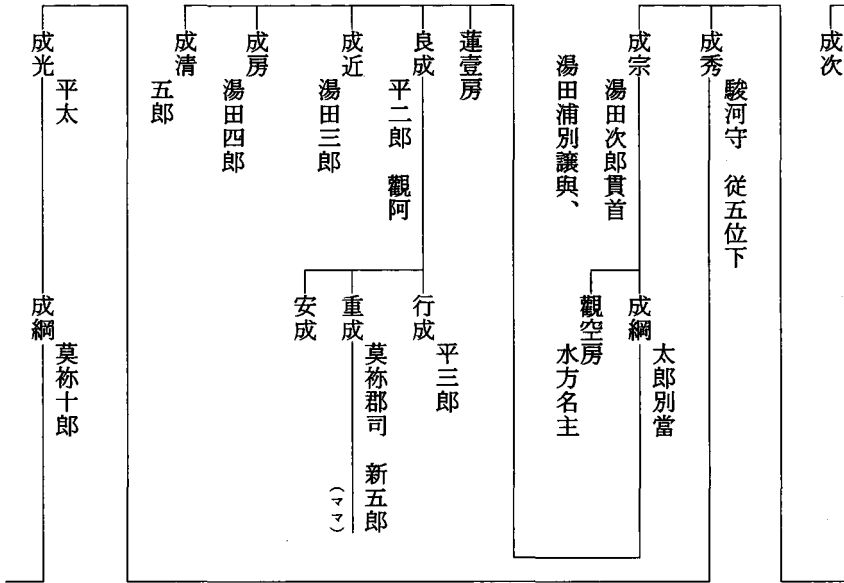 成次
成秀
駿河守　従五位下
成宗
湯田次郎貫首
湯田浦別讓與、
成綱
太郎別當
觀空房
水方名主
蓮壹房
良成
平二郎　觀阿
行成
平三郎
重成
莫祢郡司　新五郎
(ママ)
安成
成近
湯田三郎
成房
湯田四郎
成清
五郎
成光
平太
成綱
莫祢十郎